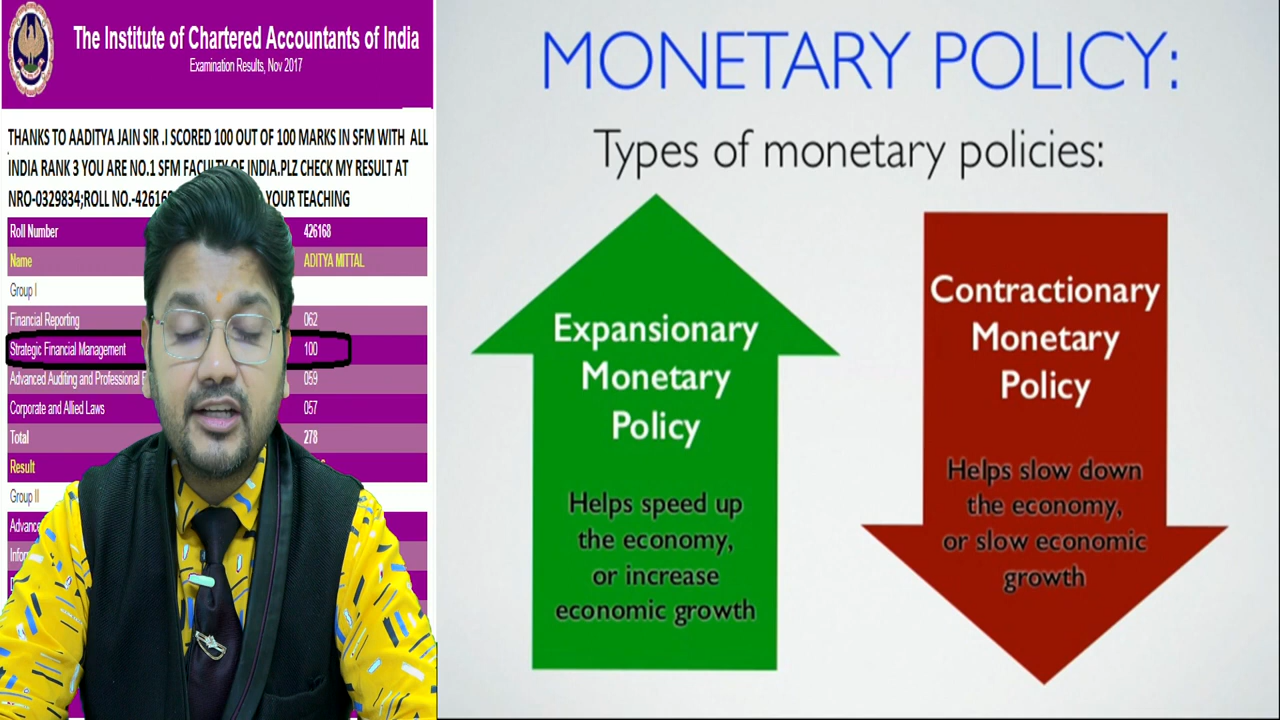 The Institute of Chartered Accountants of India
Examination Results, Nov 2017
THANKS TO AADITYA JAIN SIR .I SCORED 100 OUT OF 100 MARKS IN SFM WITH ALL
INDIA RANK 3 YOU ARE NO.1 SFM FACULTY OF INDIA.PLZ CHECK MY RESULT AT
NRO-0329834;ROLL NO.-426168 YOUR TEACHING
Roll Number 426168
Name ADITYA MITTAL
Group I
Financial Reporting 062
Strategic Financial Management 100
Advanced Auditing and Professional 059
Corporate and Allied Laws 057
Total 278
Result
Group II
MONETARY POLICY:
Types of monetary policies:
Expansionary
Monetary
Policy
Helps speed up
the economy,
or increase
economic growth
Contractionary
Monetary
Policy
Helps slow down
the economy,
or slow economic
growth